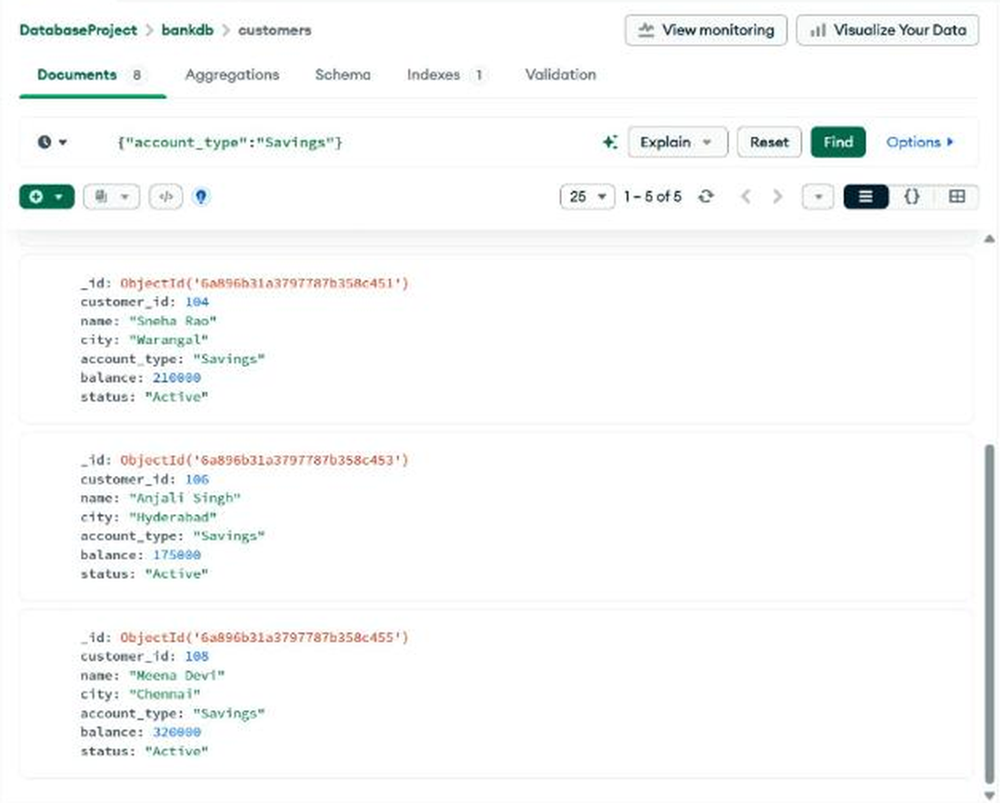 DatabaseProject > bankdb > customers
View monitoring
Visualize Your Data
Documents 8 Aggregations Schema Indexes 1 Validation
{"account_type":"Savings"}
Explain Reset Find Options
25 1 – 5 of 5
_id: ObjectId('6a896b31a3797787b358c451')
customer_id: 104
name: "Sneha Rao"
city: "Warangal"
account_type: "Savings"
balance: 210000
status: "Active"
_id: ObjectId('6a896b31a3797787b358c453')
customer_id: 106
name: "Anjali Singh"
city: "Hyderabad"
account_type: "Savings"
balance: 175000
status: "Active"
_id: ObjectId('6a896b31a3797787b358c455')
customer_id: 108
name: "Meena Devi"
city: "Chennai"
account_type: "Savings"
balance: 320000
status: "Active"